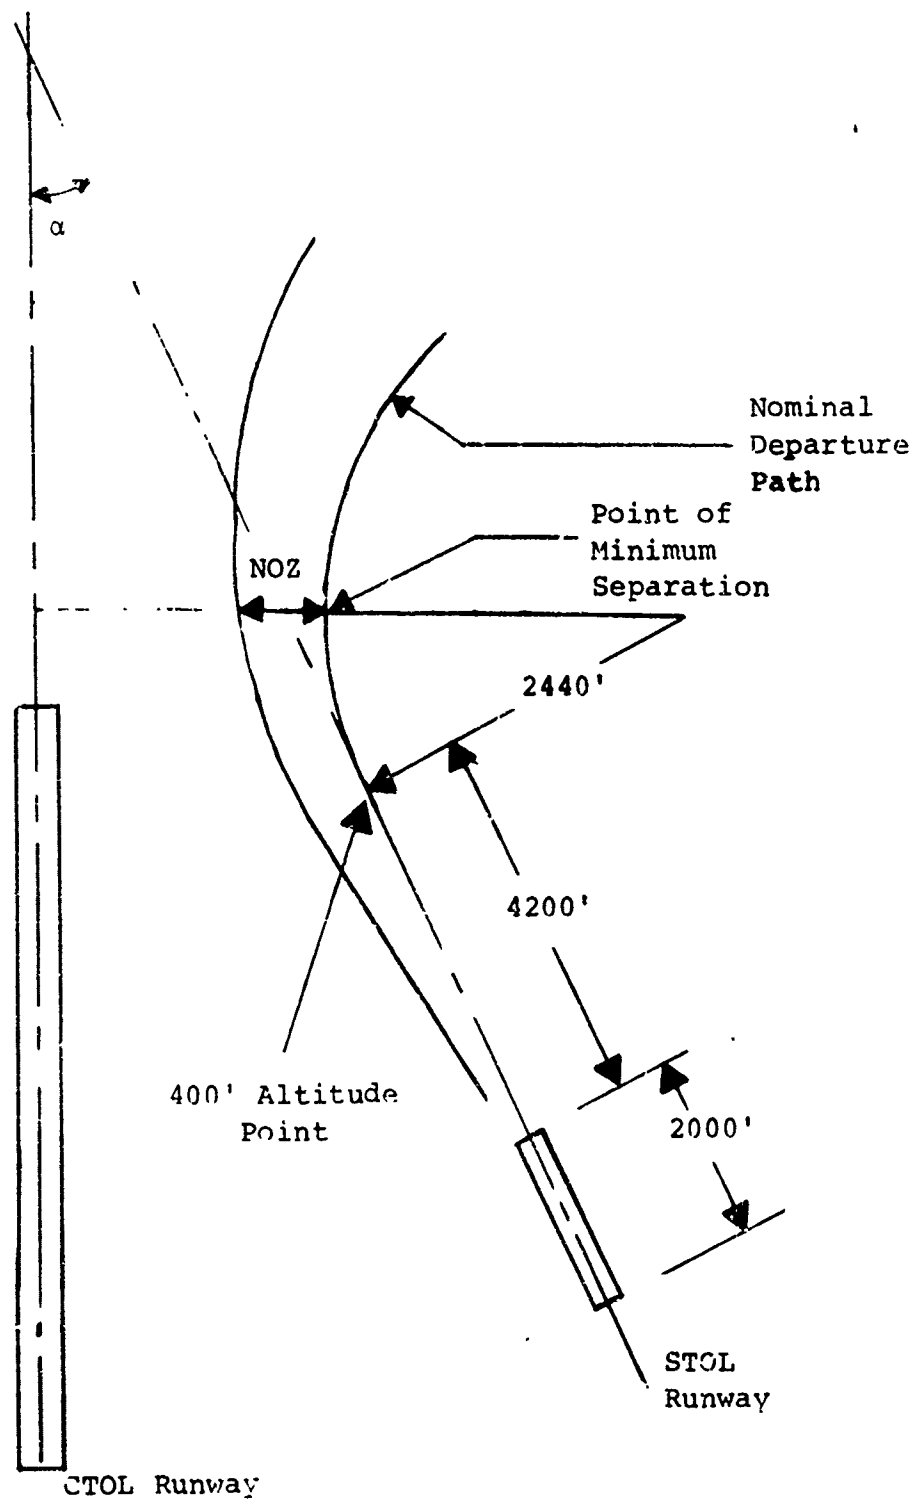 α
Nominal
Departure
Path
Point of
Minimum
Separation
NOZ
2440'
4200'
400' Altitude
Point
2000'
STOL
Runway
CTOL Runway